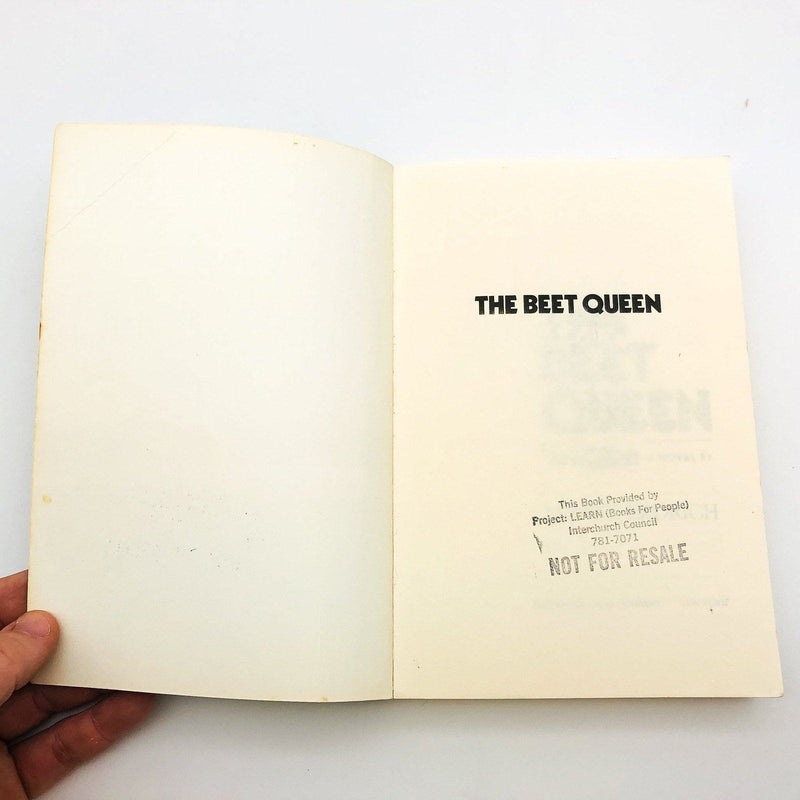 THE BEET QUEEN
This Book Provided by
Project: LEARN (Books For People)
Interchurch Council
781-7071
NOT FOR RESALE